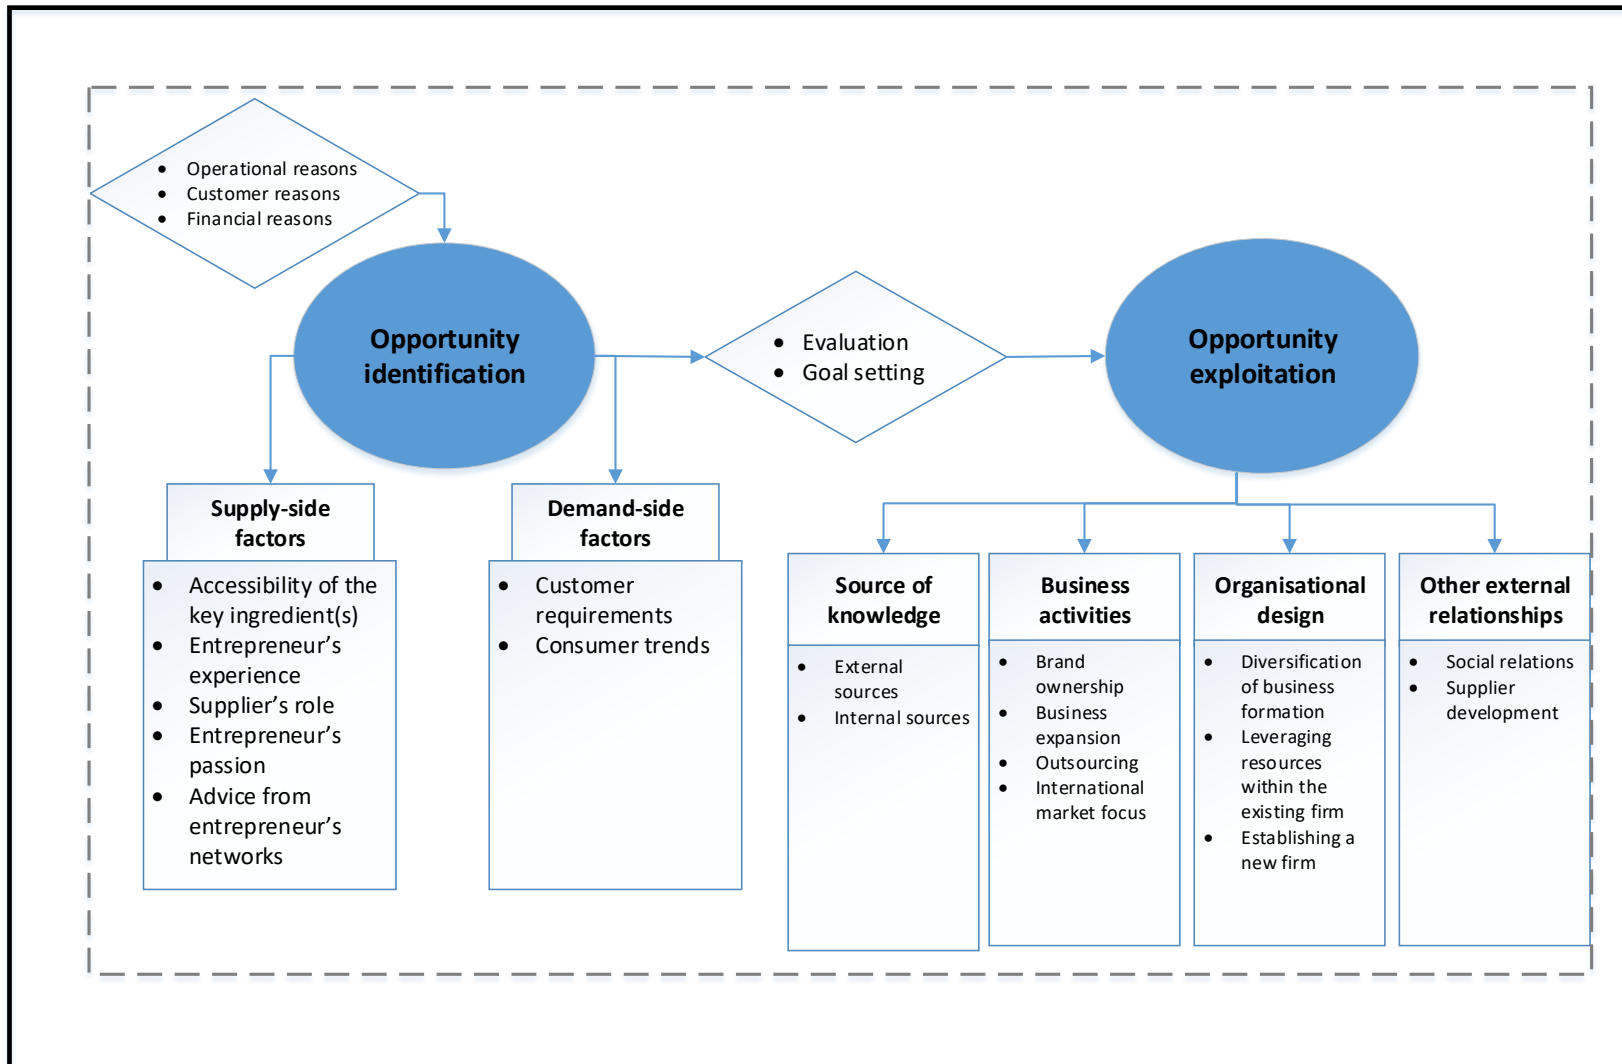 • Operational reasons
• Customer reasons
• Financial reasons
Opportunity
identification
• Evaluation
• Goal setting
Opportunity
exploitation
Supply-side
factors
• Accessibility of the
key ingredient(s)
• Entrepreneur’s
experience
• Supplier’s role
• Entrepreneur’s
passion
• Advice from
entrepreneur’s
networks
Demand-side
factors
• Customer
requirements
• Consumer trends
Source of
knowledge
• External
sources
• Internal sources
Business
activities
• Brand
ownership
• Business
expansion
• Outsourcing
• International
market focus
Organisational
design
• Diversification
of business
formation
• Leveraging
resources
within the
existing firm
• Establishing a
new firm
Other external
relationships
• Social relations
• Supplier
development